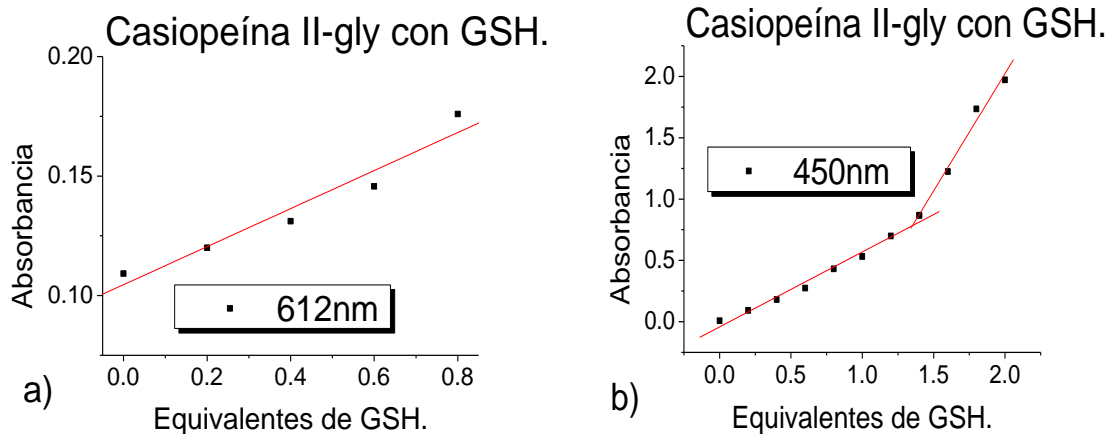 Casiopeína II-gly con GSH.
0.20
0.15
0.10
Absorbancia
612nm
0.0 0.2 0.4 0.6 0.8
Equivalentes de GSH.
a)
Casiopeína II-gly con GSH.
2.0
1.5
1.0
0.5
0.0
Absorbancia
450nm
0.0 0.5 1.0 1.5 2.0
Equivalentes de GSH.
b)